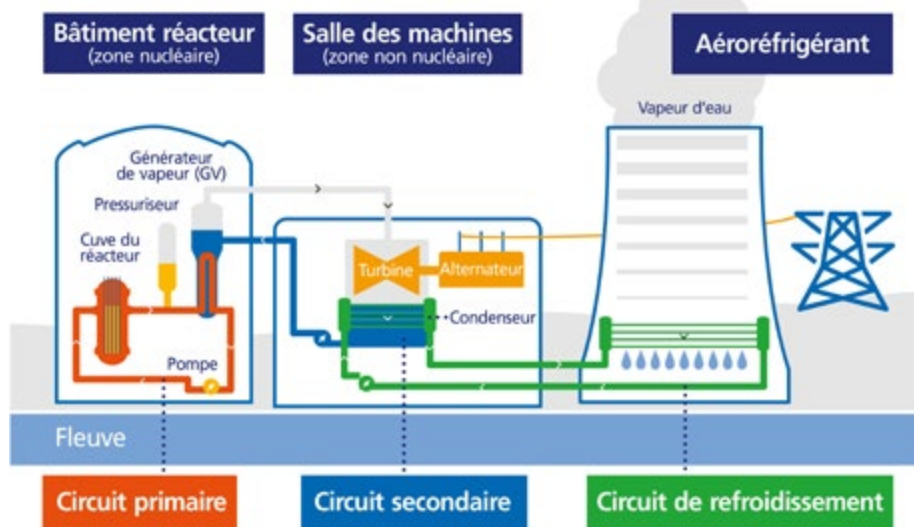 Bâtiment réacteur
(zone nucléaire)
Salle des machines
(zone non nucléaire)
Aéroréfrigérant
Vapeur d'eau
Générateur
de vapeur (GV)
Pressuriseur
Cuve du
réacteur
Turbine
Alternateur
Condenseur
Pompe
Fleuve
Circuit primaire
Circuit secondaire
Circuit de refroidissement